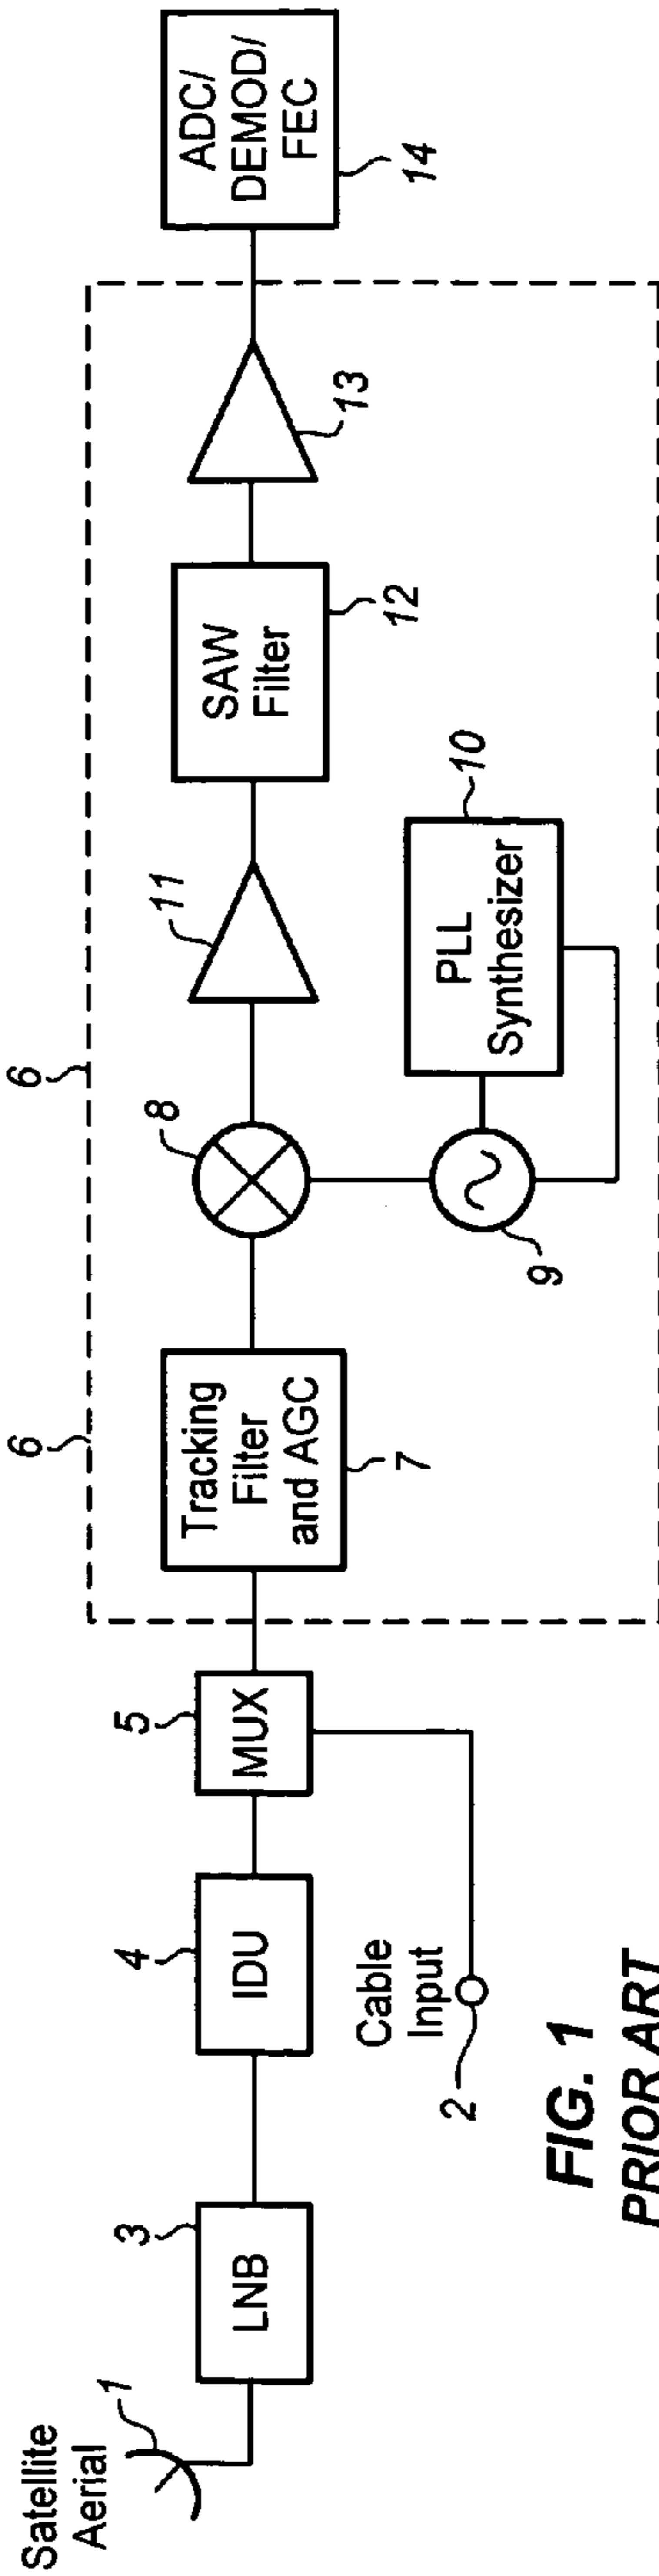 Satellite
Aerial
1
LNB
3
IDU
4
MUX
5
Cable
Input
2
6
6
Tracking
Filter
and AGC
7
8
9
PLL
Synthesizer
10
11
SAW
Filter
12
13
ADC/
DEMOD/
FEC
14
FIG. 1
PRIOR ART